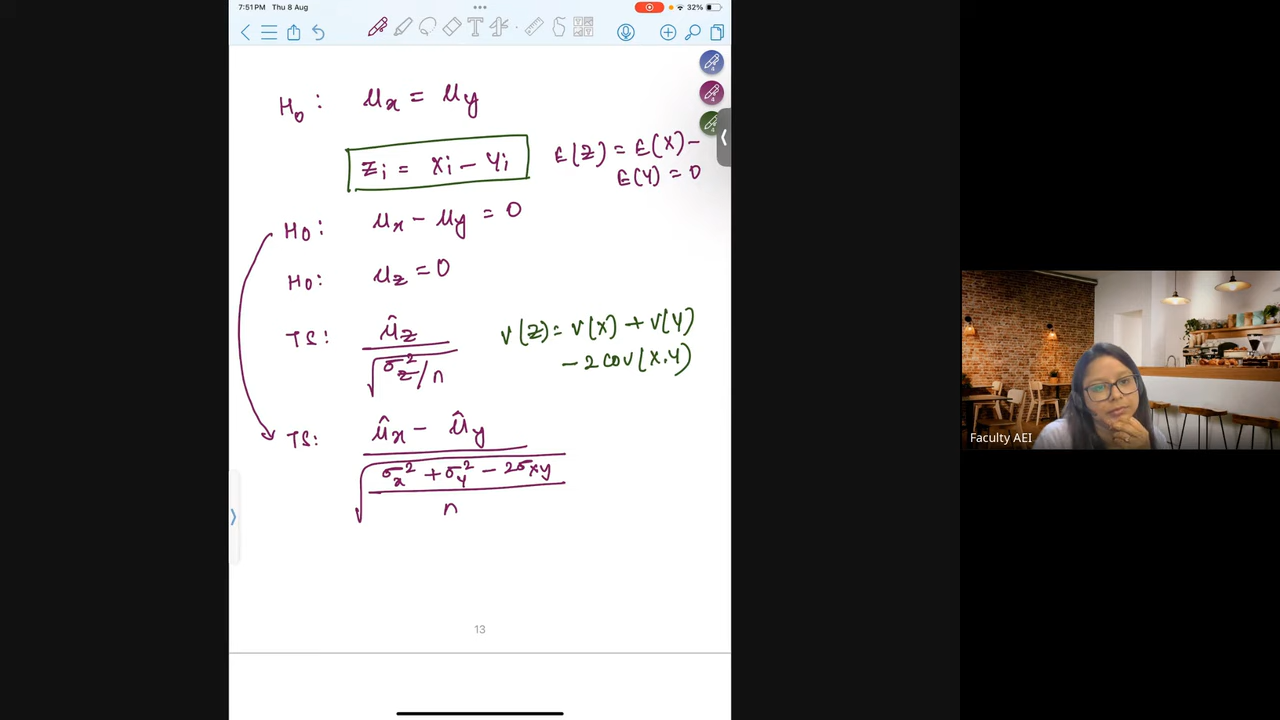 7:51 PM Thu 8 Aug
32%
H₀ : μx = μy
Zi = Xi − Yi
E(Z) = E(X) −
E(Y) = 0
H₀ : μx − μy = 0
H₀ : μz = 0
TS : μ̂z / √(σz²/n)
V(Z) = V(X) + V(Y)
− 2 cov(X.Y)
TS : μ̂x − μ̂y / √((σx² + σy² − 2σxy) / n)
13
Faculty AEI